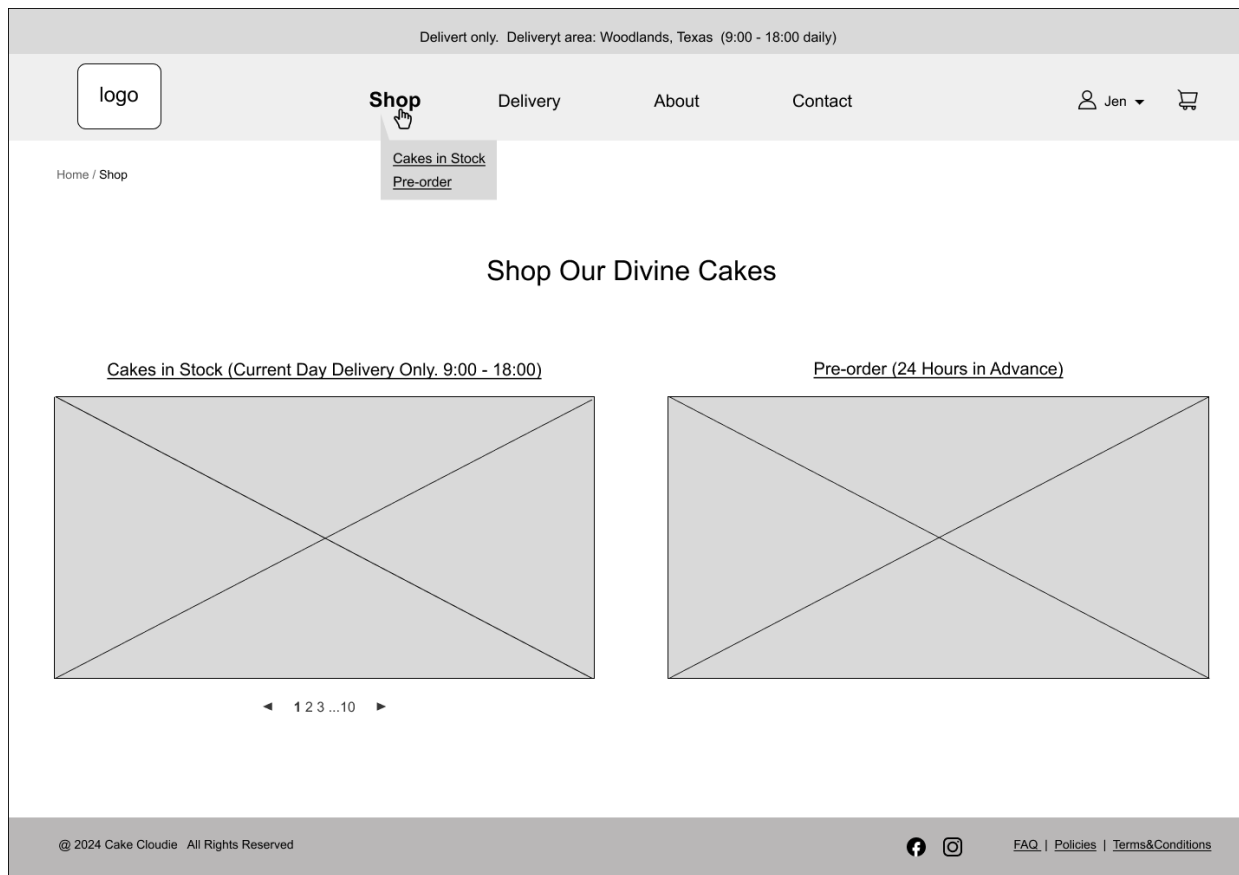 Delivert only.  Deliveryt area: Woodlands, Texas  (9:00 - 18:00 daily)
logo
Shop
Delivery
About
Contact
Jen
Cakes in Stock
Pre-order
Home / Shop
Shop Our Divine Cakes
Cakes in Stock (Current Day Delivery Only. 9:00 - 18:00)
Pre-order (24 Hours in Advance)
1 2 3 ...10
@ 2024 Cake Cloudie   All Rights Reserved
FAQ | Policies | Terms&Conditions